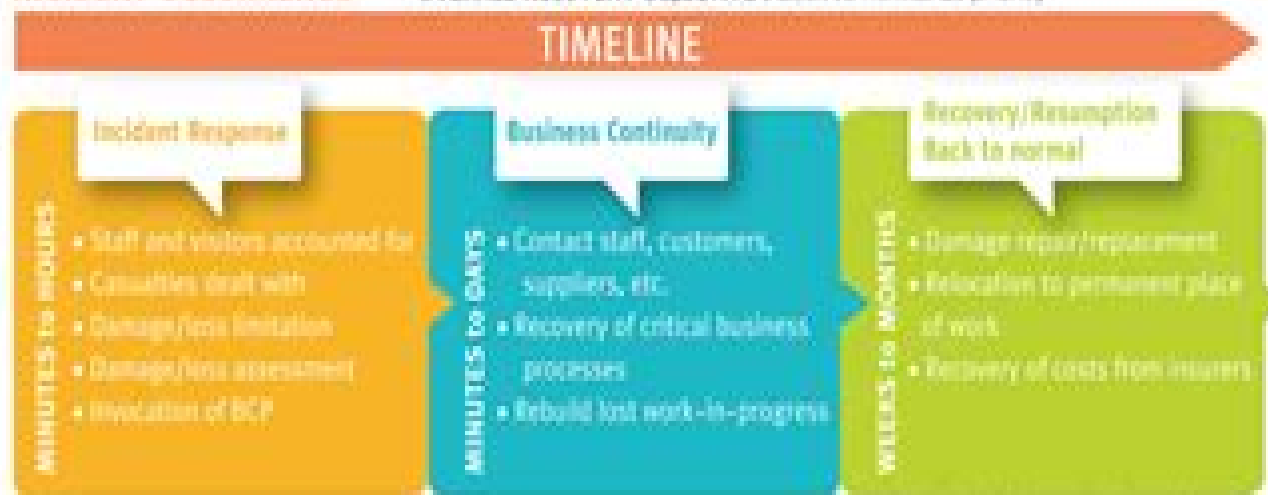 TIMELINE
Incident Response
MINUTES to HOURS
• Staff and visitors accounted for
• Casualties dealt with
• Damage/loss limitation
• Damage/loss assessment
• Invocation of BCP
Business Continuity
MINUTES to DAYS
• Contact staff, customers,
suppliers, etc.
• Recovery of critical business
processes
• Rebuild lost work-in-progress
Recovery/Resumption
Back to normal
WEEKS to MONTHS
• Damage repair/replacement
• Relocation to permanent place
of work
• Recovery of costs from insurers